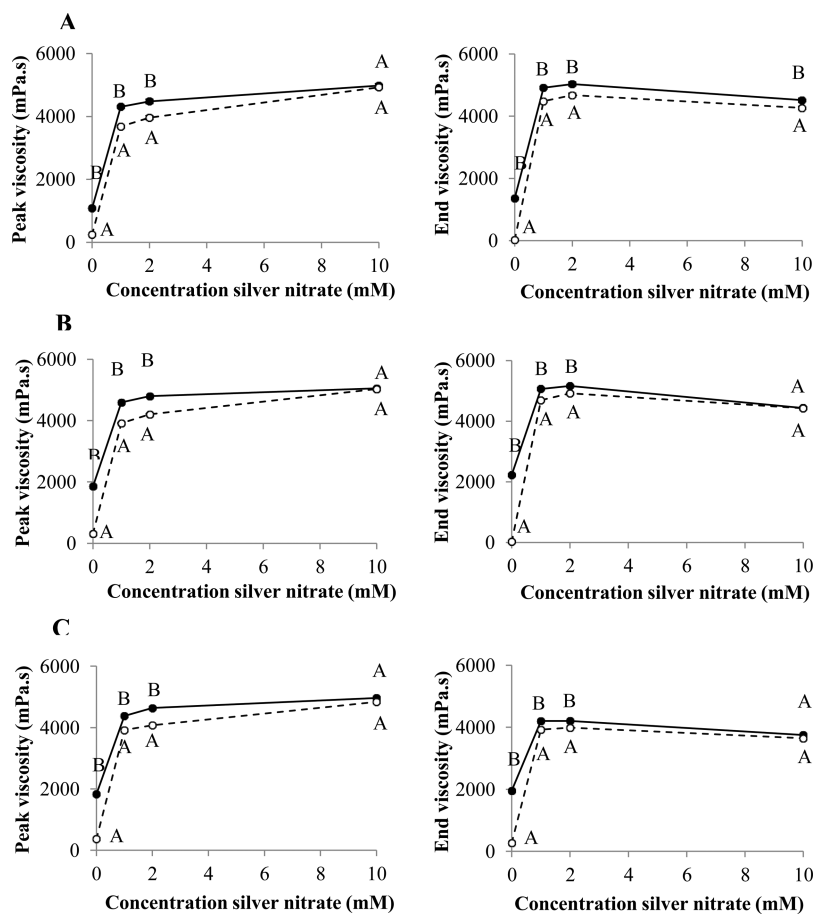 A
6000
4000
2000
0
Peak viscosity (mPa.s)
B
B
B
A
A
A
A
A
0 2 4 6 8 10
Concentration silver nitrate (mM)
6000
4000
2000
0
End viscosity (mPa.s)
B
B
B
B
A
A
A
A
0 2 4 6 8 10
Concentration silver nitrate (mM)
B
6000
4000
2000
0
Peak viscosity (mPa.s)
B
B
B
A
A
A
A
A
0 2 4 6 8 10
Concentration silver nitrate (mM)
6000
4000
2000
0
End viscosity (mPa.s)
B
B
B
A
A
A
A
A
0 2 4 6 8 10
Concentration silver nitrate (mM)
C
6000
4000
2000
0
Peak viscosity (mPa.s)
B
B
B
A
A
A
A
A
0 2 4 6 8 10
Concentration silver nitrate (mM)
6000
4000
2000
0
End viscosity (mPa.s)
B
B
B
A
A
A
A
A
0 2 4 6 8 10
Concentration silver nitrate (mM)